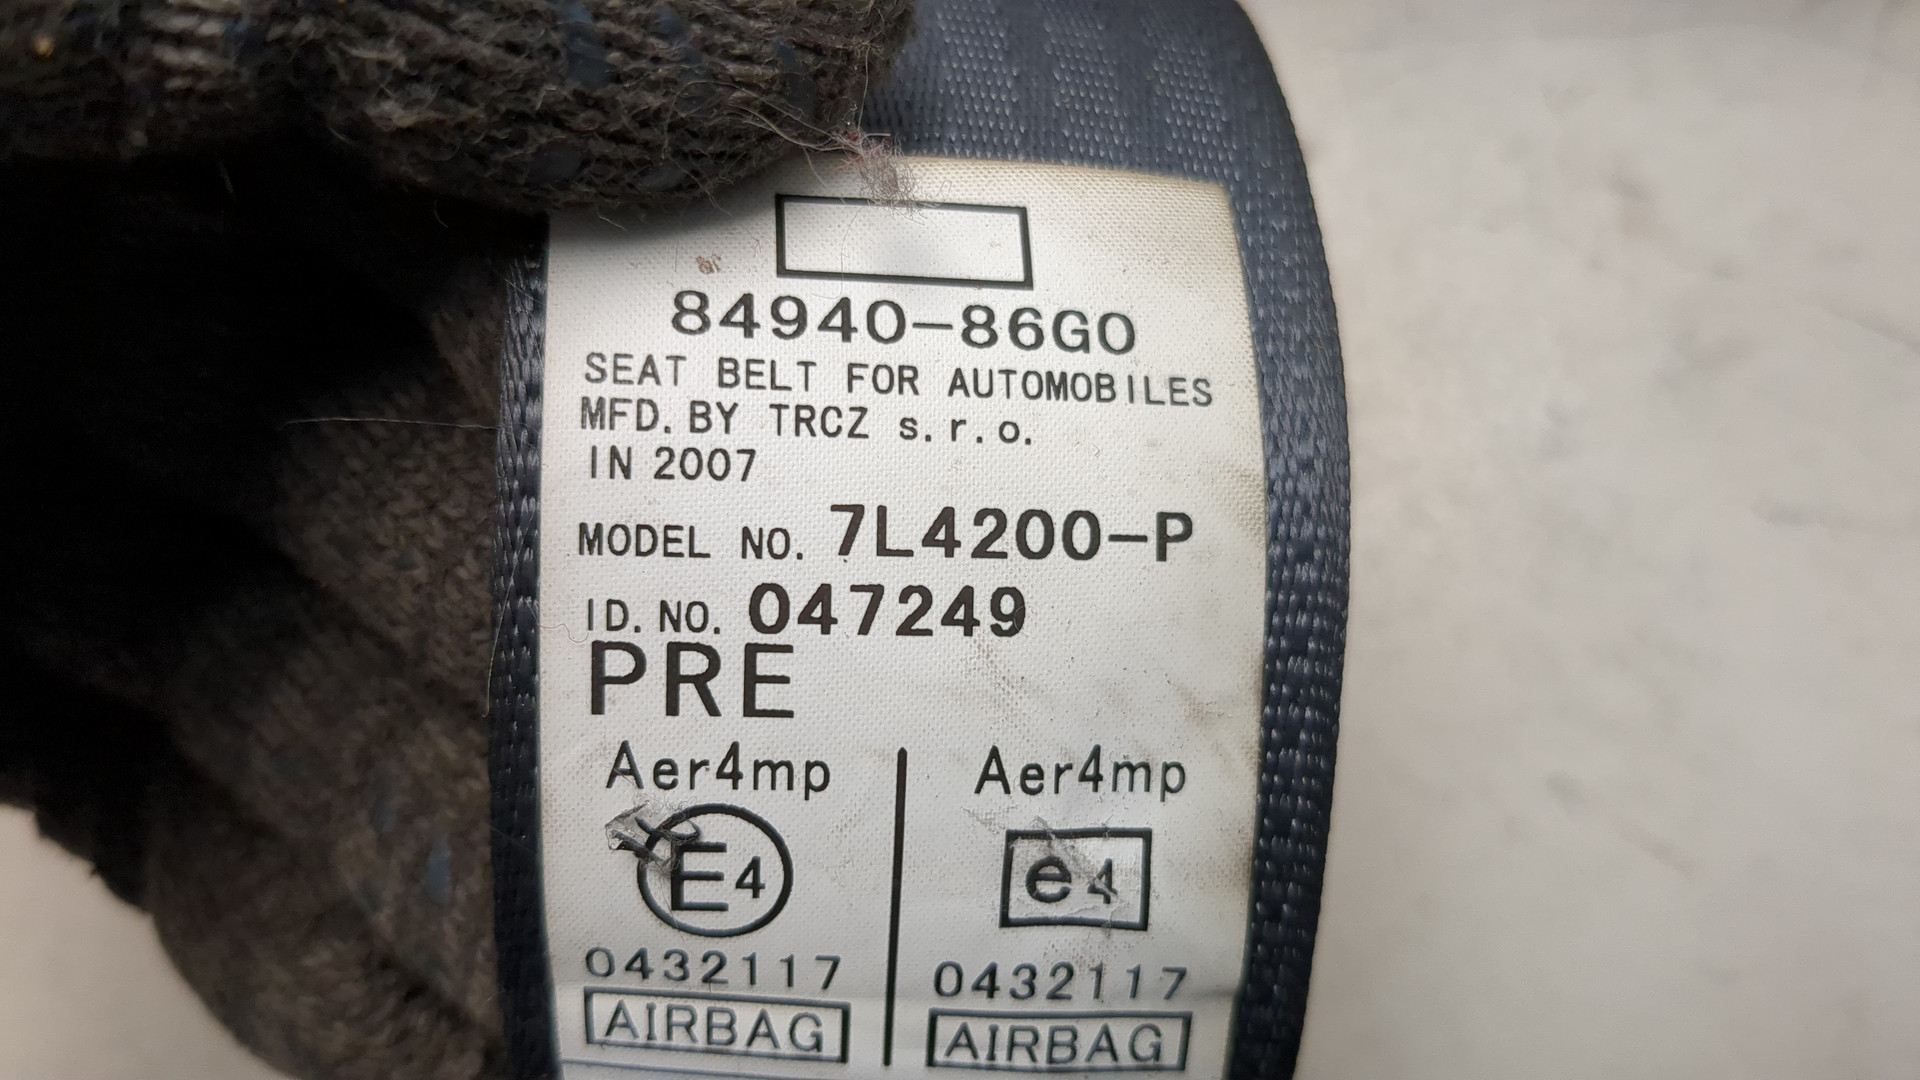 84940-86G0
SEAT BELT FOR AUTOMOBILES
MFD. BY TRCZ s.r.o.
IN 2007
MODEL NO. 7L4200-P
ID. NO. 047249
PRE
Aer4mp Aer4mp
E4 e4
0432117 0432117
AIRBAG AIRBAG